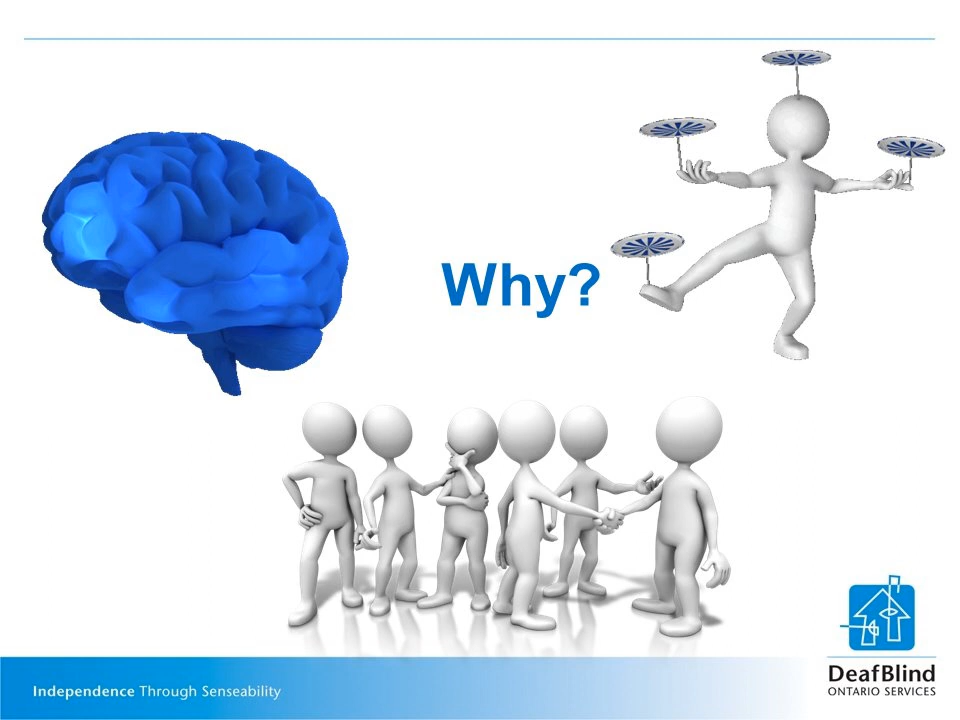 Why?
Independence Through Senseability
DeafBlind
ONTARIO SERVICES